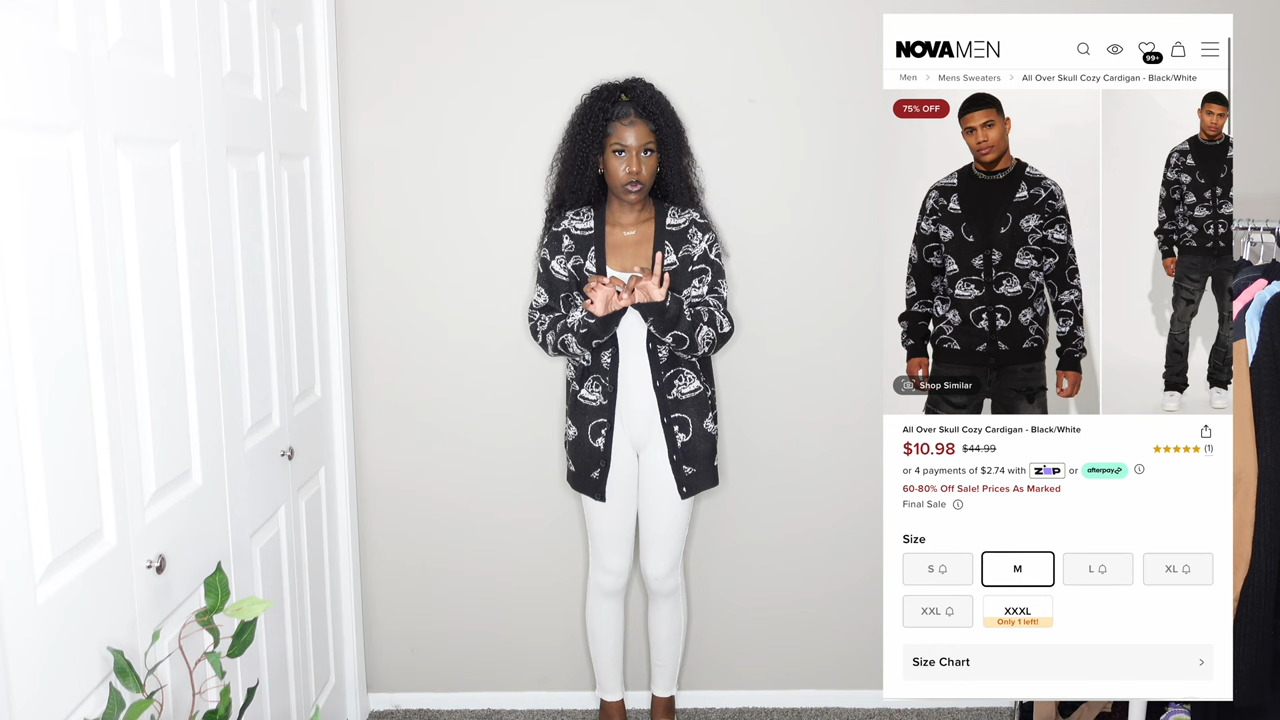 NOVAMEN
99+
Men > Mens Sweaters > All Over Skull Cozy Cardigan - Black/White
75% OFF
Shop Similar
All Over Skull Cozy Cardigan - Black/White
$10.98 $44.99
(1)
or 4 payments of $2.74 with zip or afterpay
60-80% Off Sale! Prices As Marked
Final Sale
Size
S M L XL
XXL XXXL
Only 1 left!
Size Chart >